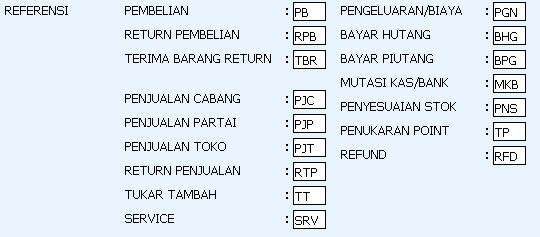 REFERENSI PEMBELIAN : PB PENGELUARAN/BIAYA : PGN
RETURN PEMBELIAN : RPB BAYAR HUTANG : BHG
TERIMA BARANG RETURN : TBR BAYAR PIUTANG : BPG
MUTASI KAS/BANK : MKB
PENJUALAN CABANG : PJC PENYESUAIAN STOK : PNS
PENJUALAN PARTAI : PJP PENUKARAN POINT : TP
PENJUALAN TOKO : PJT REFUND : RFD
RETURN PENJUALAN : RTP
TUKAR TAMBAH : TT
SERVICE : SRV